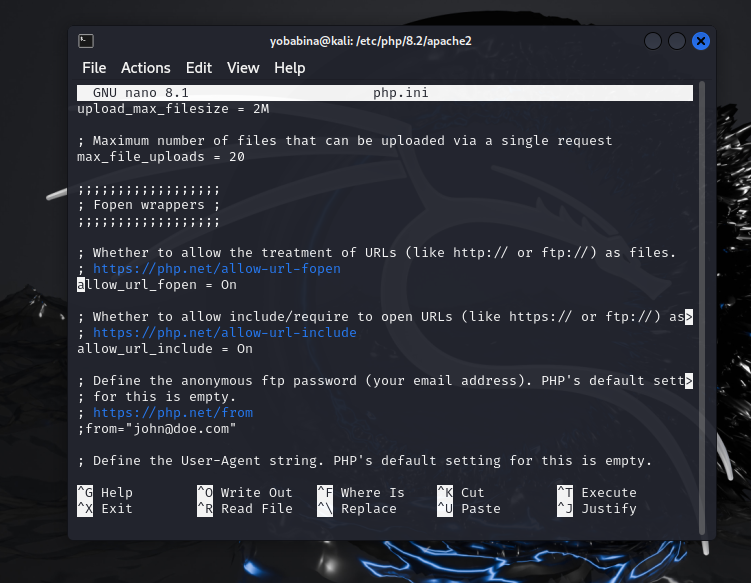 yobabina@kali: /etc/php/8.2/apache2
File Actions Edit View Help
GNU nano 8.1 php.ini
upload_max_filesize = 2M
; Maximum number of files that can be uploaded via a single request
max_file_uploads = 20
;;;;;;;;;;;;;;;;;;
; Fopen wrappers ;
;;;;;;;;;;;;;;;;;;
; Whether to allow the treatment of URLs (like http:// or ftp://) as files.
; https://php.net/allow-url-fopen
allow_url_fopen = On
; Whether to allow include/require to open URLs (like https:// or ftp://) as>
; https://php.net/allow-url-include
allow_url_include = On
; Define the anonymous ftp password (your email address). PHP's default sett>
; for this is empty.
; https://php.net/from
;from="john@doe.com"
; Define the User-Agent string. PHP's default setting for this is empty.
^G Help ^O Write Out ^F Where Is ^K Cut ^T Execute
^X Exit ^R Read File ^\ Replace ^U Paste ^J Justify